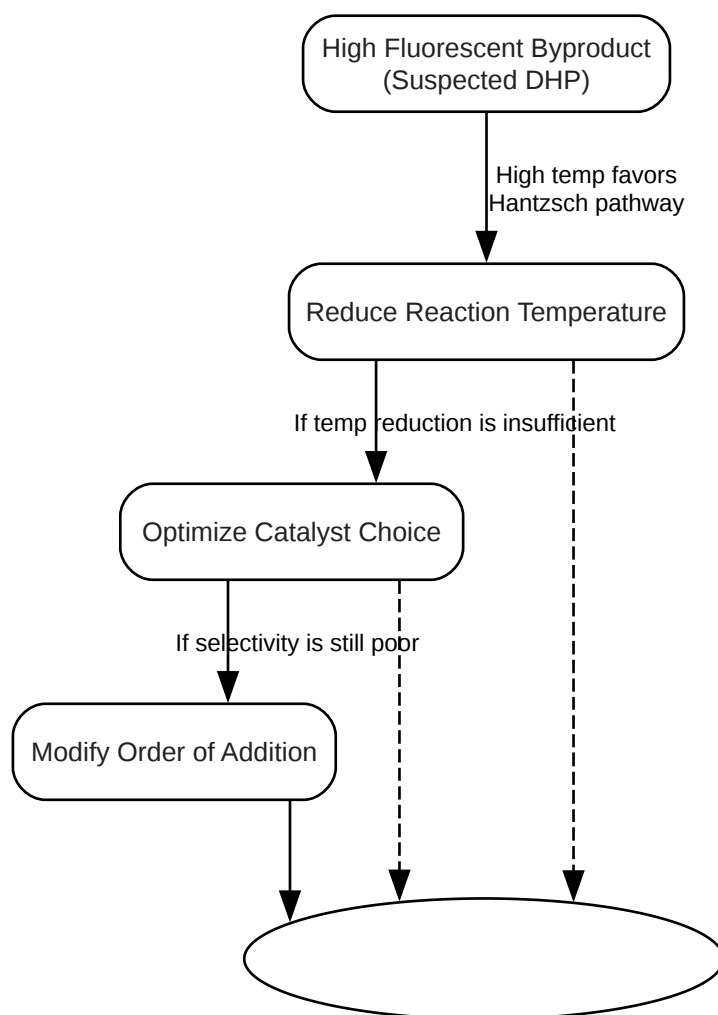 High Fluorescent Byproduct
(Suspected DHP)
High temp favors
Hantzsch pathway
Reduce Reaction Temperature
If temp reduction is insufficient
Optimize Catalyst Choice
If selectivity is still poor
Modify Order of Addition